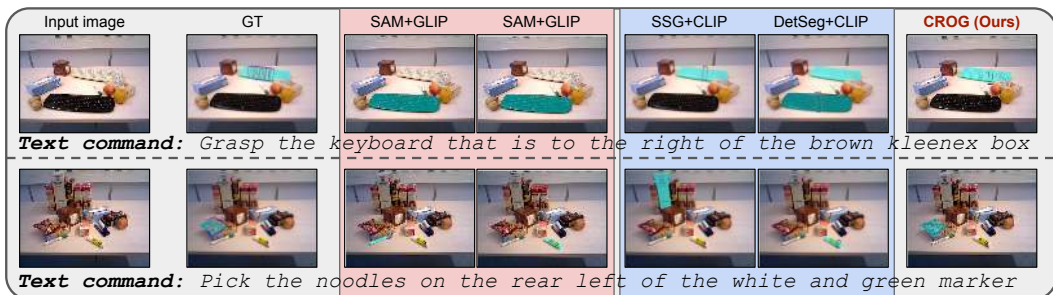 Input image GT SAM+GLIP SAM+GLIP SSG+CLIP DetSeg+CLIP CROG (Ours)
Text command: Grasp the keyboard that is to the right of the brown kleenex box
Text command: Pick the noodles on the rear left of the white and green marker